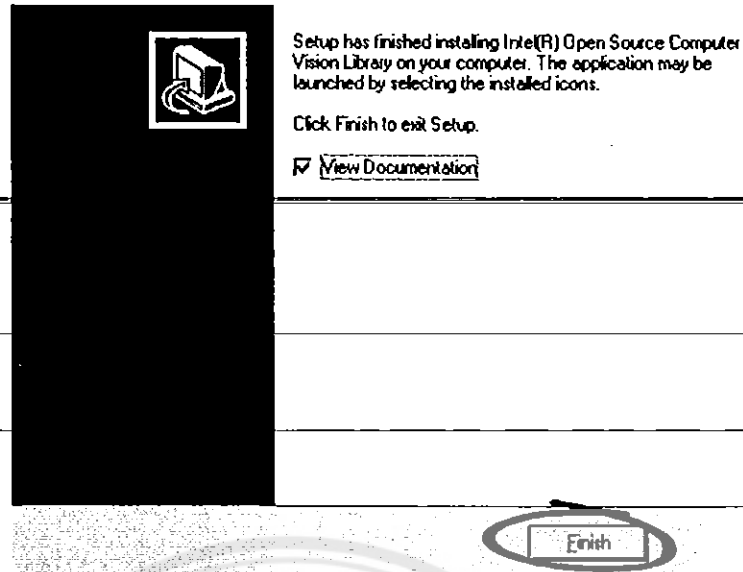 Setup has finished installing Intel(R) Open Source Computer
Vision Library on your computer. The application may be
launched by selecting the installed icons.
Click Finish to exit Setup.
View Documentation
Finish